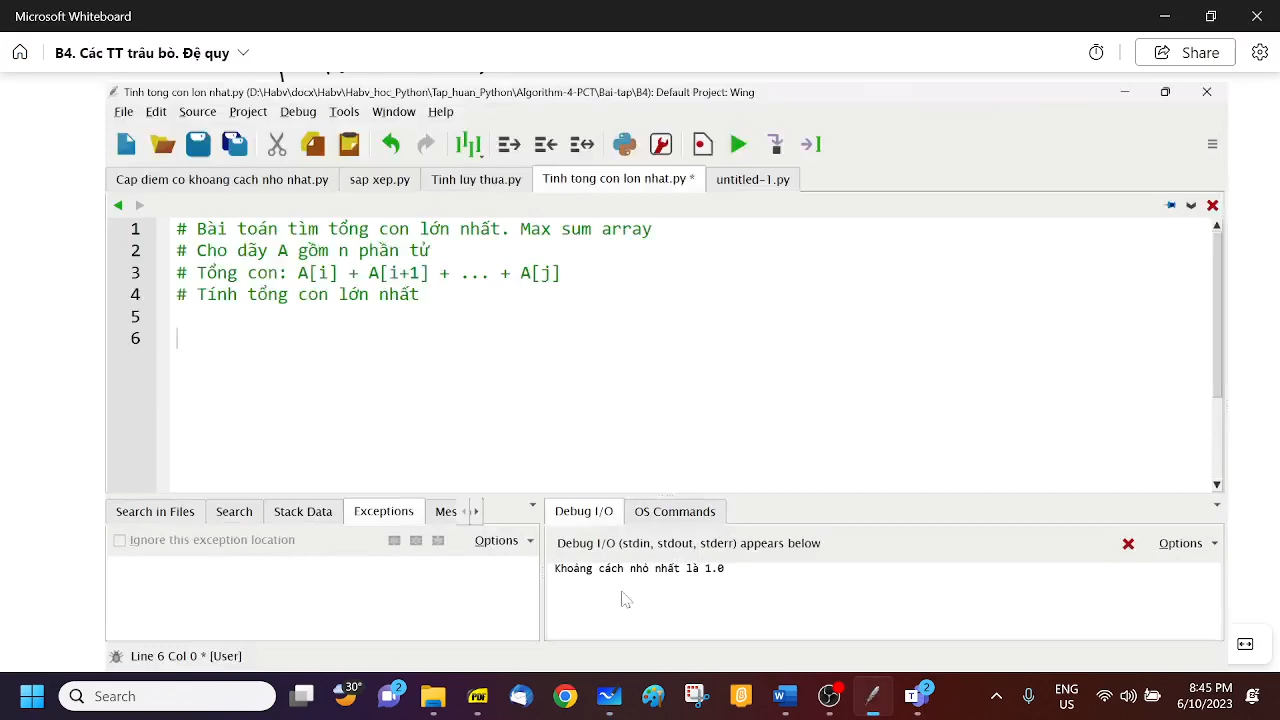 Microsoft Whiteboard
B4. Các TT trâu bò. Đệ quy
Share
Tinh tong con lon nhat.py (D:\Habv\docx\Habv\Habv_hoc_Python\Tap_huan_Python\Algorithm-4-PCT\Bai-tap\B4): Default Project: Wing
File Edit Source Project Debug Tools Window Help
Cap diem co khoang cach nho nhat.py sap xep.py Tinh luy thua.py Tinh tong con lon nhat.py * untitled-1.py
1 # Bài toán tìm tổng con lớn nhất. Max sum array
2 # Cho dãy A gồm n phần tử
3 # Tổng con: A[i] + A[i+1] + ... + A[j]
4 # Tính tổng con lớn nhất
5
6
Search in Files Search Stack Data Exceptions Mes Debug I/O OS Commands
Ignore this exception location Options Debug I/O (stdin, stdout, stderr) appears below Options
Khoảng cách nhỏ nhất là 1.0
Line 6 Col 0 * [User]
Search 30° 2 PDF 2 ENG US 8:45 PM 6/10/2023